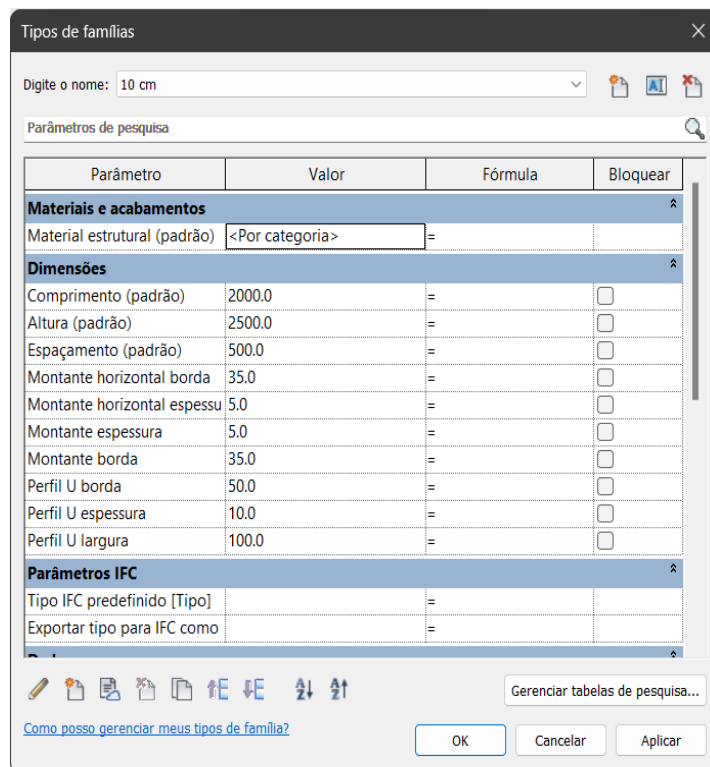 Tipos de famílias
Digite o nome: 10 cm
Parâmetros de pesquisa
Parâmetro Valor Fórmula Bloquear
Materiais e acabamentos
Material estrutural (padrão) <Por categoria> =
Dimensões
Comprimento (padrão) 2000.0 =
Altura (padrão) 2500.0 =
Espaçamento (padrão) 500.0 =
Montante horizontal borda 35.0 =
Montante horizontal espessu 5.0 =
Montante espessura 5.0 =
Montante borda 35.0 =
Perfil U borda 50.0 =
Perfil U espessura 10.0 =
Perfil U largura 100.0 =
Parâmetros IFC
Tipo IFC predefinido [Tipo] =
Exportar tipo para IFC como =
Gerenciar tabelas de pesquisa...
Como posso gerenciar meus tipos de família?
OK Cancelar Aplicar